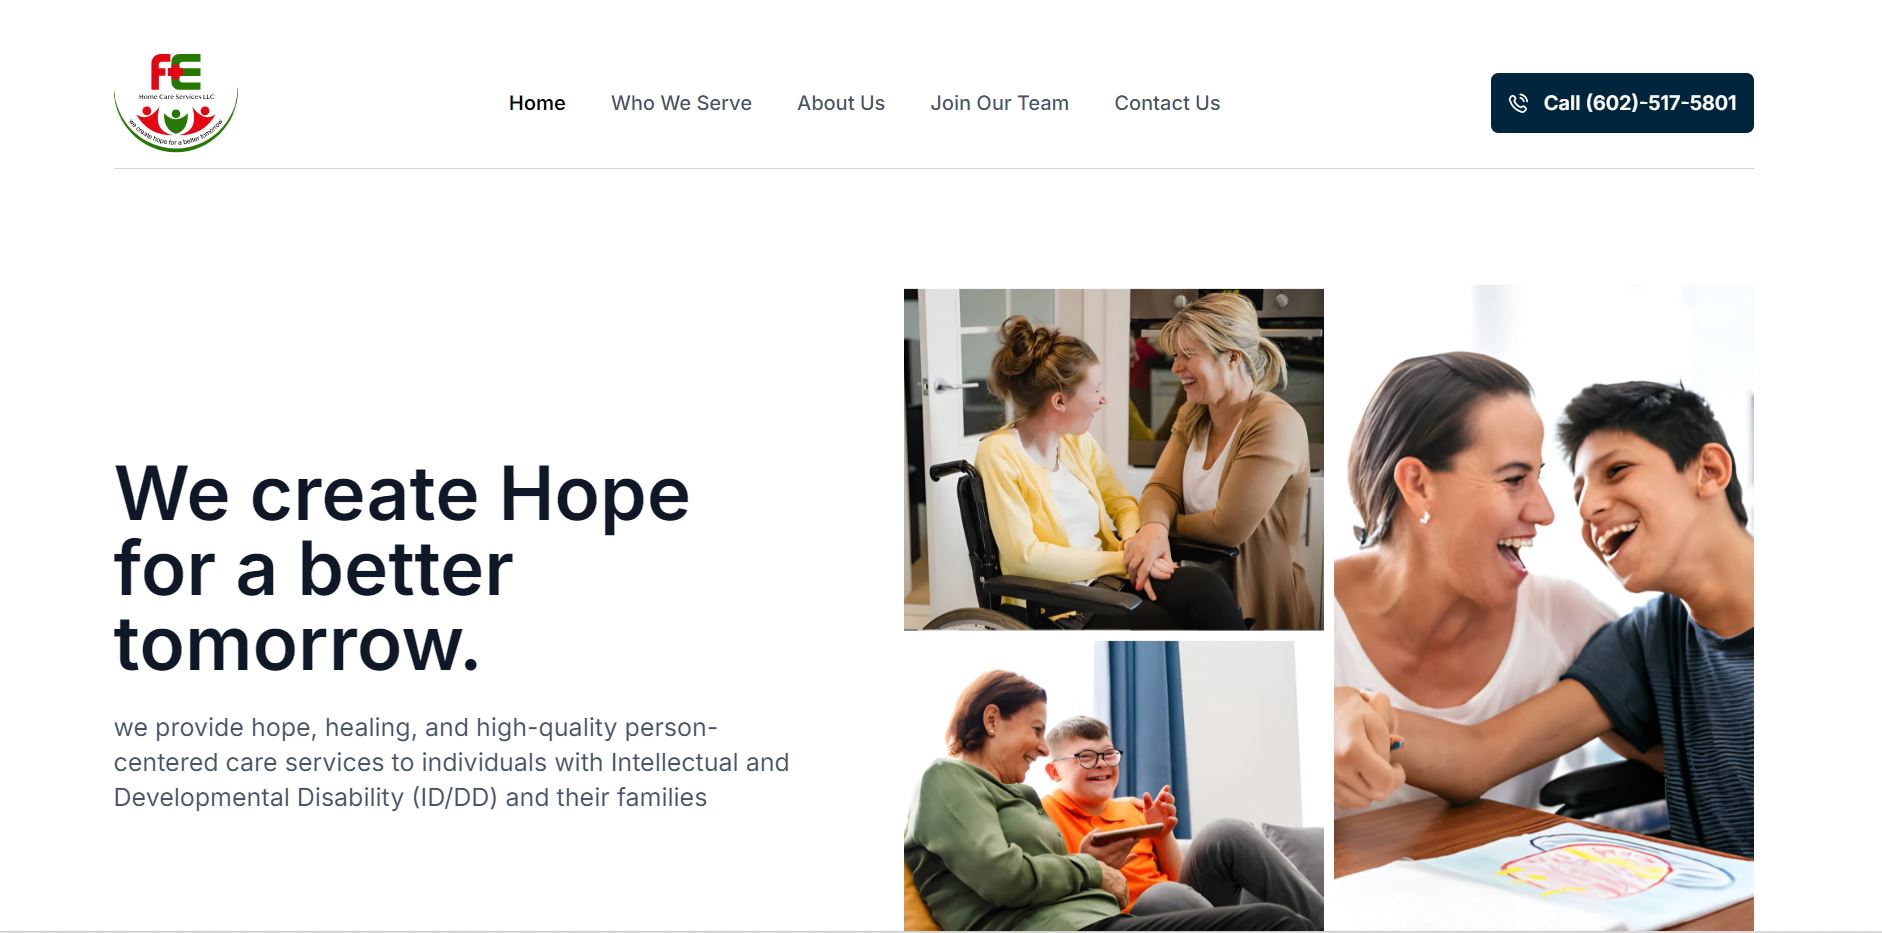 FE
Home Care Services LLC
we create hope for a better tomorrow
Home
Who We Serve
About Us
Join Our Team
Contact Us
Call (602)-517-5801
We create Hope
for a better
tomorrow.
we provide hope, healing, and high-quality person-
centered care services to individuals with Intellectual and
Developmental Disability (ID/DD) and their families